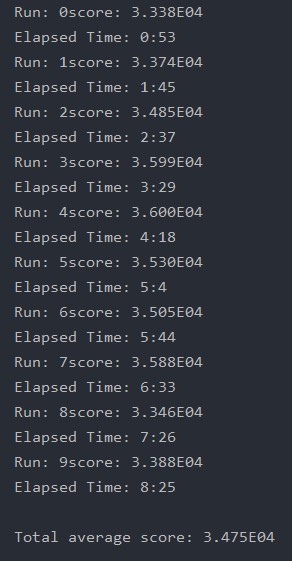 Run: 0score: 3.338E04
Elapsed Time: 0:53
Run: 1score: 3.374E04
Elapsed Time: 1:45
Run: 2score: 3.485E04
Elapsed Time: 2:37
Run: 3score: 3.599E04
Elapsed Time: 3:29
Run: 4score: 3.600E04
Elapsed Time: 4:18
Run: 5score: 3.530E04
Elapsed Time: 5:4
Run: 6score: 3.505E04
Elapsed Time: 5:44
Run: 7score: 3.588E04
Elapsed Time: 6:33
Run: 8score: 3.346E04
Elapsed Time: 7:26
Run: 9score: 3.388E04
Elapsed Time: 8:25
Total average score: 3.475E04